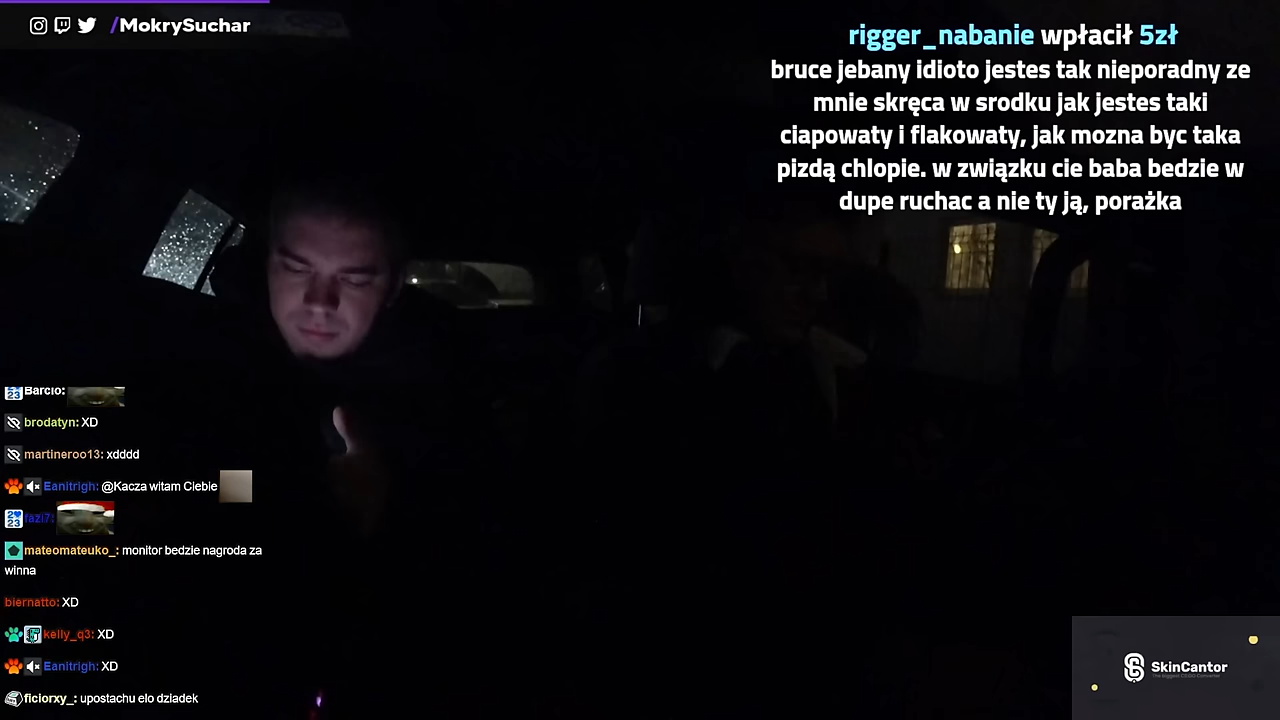 /MokrySuchar
rigger_nabanie wpłacił 5zł
bruce jebany idioto jestes tak nieporadny ze
mnie skręca w srodku jak jestes taki
ciapowaty i flakowaty, jak mozna byc taka
pizdą chlopie. w związku cie baba bedzie w
dupe ruchac a nie ty ją, porażka
Barcio:
brodatyn: XD
martineroo13: xdddd
Eanitrigh: @Kacza witam Ciebie
fazi7:
mateomateuko_: monitor bedzie nagroda za
winna
biernatto: XD
kelly_q3: XD
Eanitrigh: XD
ficiorxy_: upostachu elo dziadek
SkinCantor